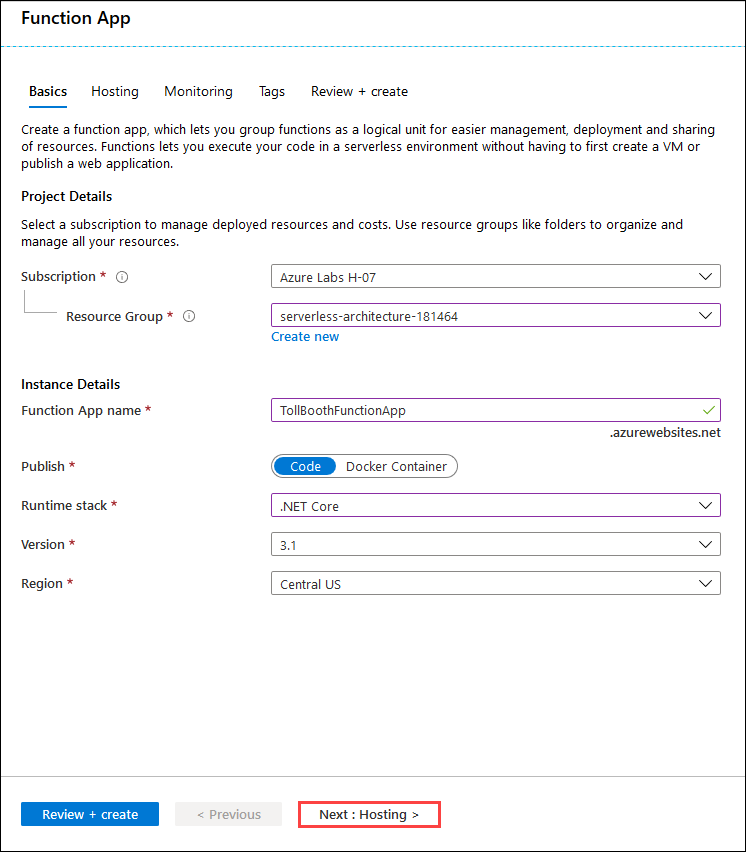 Function App
Basics Hosting Monitoring Tags Review + create
Create a function app, which lets you group functions as a logical unit for easier management, deployment and sharing
of resources. Functions lets you execute your code in a serverless environment without having to first create a VM or
publish a web application.
Project Details
Select a subscription to manage deployed resources and costs. Use resource groups like folders to organize and
manage all your resources.
Subscription * Azure Labs H-07
Resource Group * serverless-architecture-181464
Create new
Instance Details
Function App name * TollBoothFunctionApp
.azurewebsites.net
Publish * Code Docker Container
Runtime stack * .NET Core
Version * 3.1
Region * Central US
Review + create < Previous Next : Hosting >